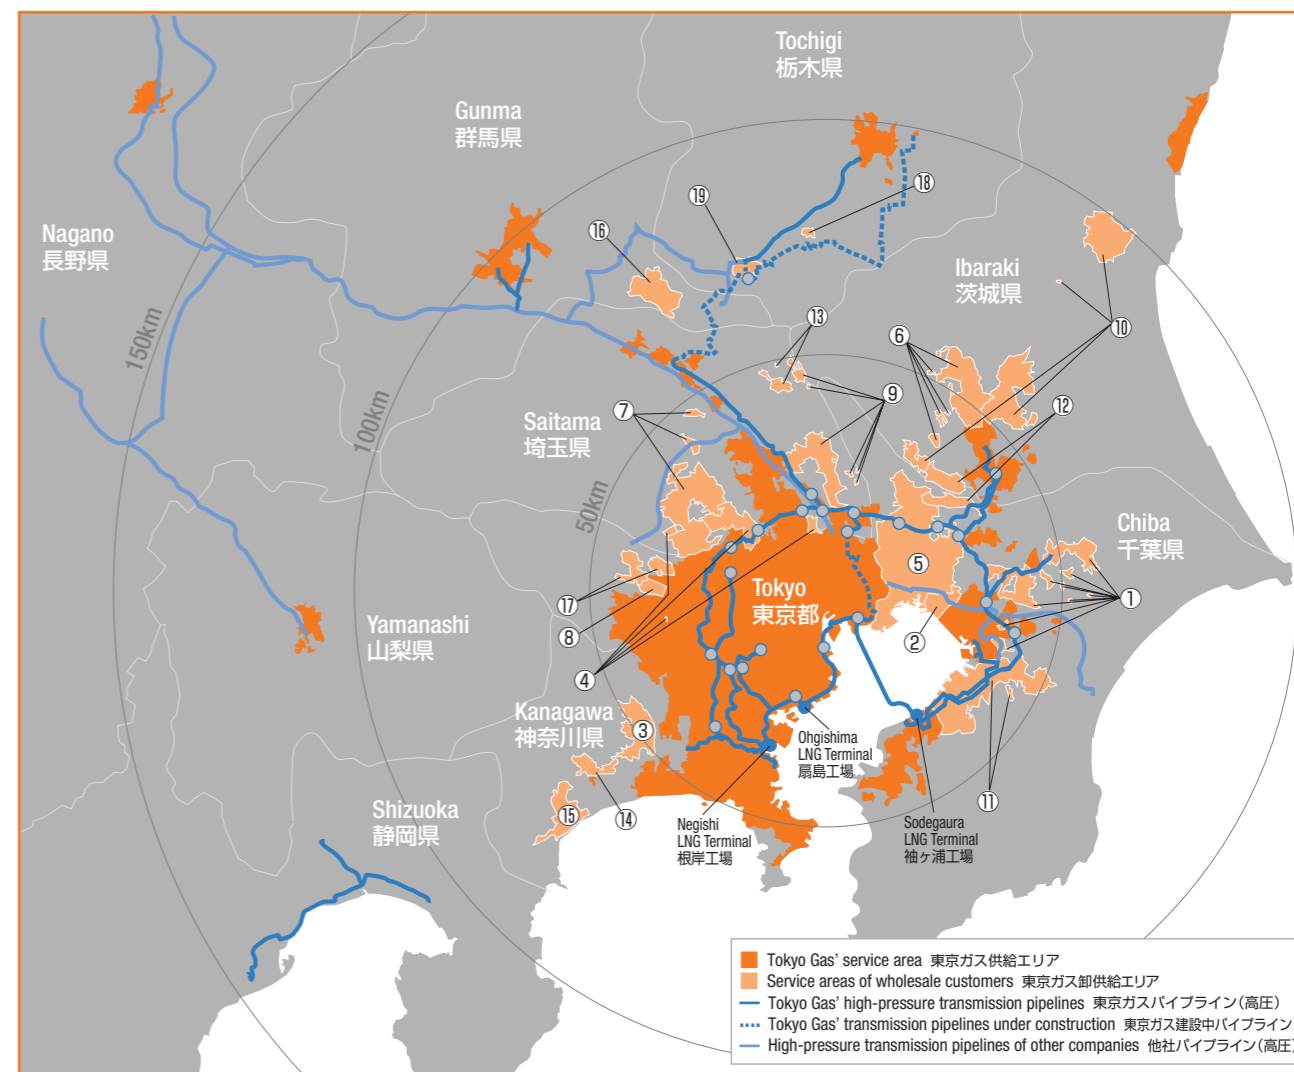 Tochigi
栃木県
Gunma
群馬県
⑱
⑲
⑯
Nagano
長野県
Ibaraki
茨城県
150km
⑬
⑥
⑩
100km
⑦
⑨
⑫
Saitama
埼玉県
50km
Chiba
千葉県
⑤
Tokyo
東京都
⑰
①
⑧
Yamanashi
山梨県
②
④
Kanagawa
神奈川県
③
Ohgishima
LNG Terminal
扇島工場
⑪
Shizuoka
静岡県
⑮
⑭
Negishi
LNG Terminal
根岸工場
Sodegaura
LNG Terminal
袖ヶ浦工場
Tokyo Gas' service area 東京ガス供給エリア
Service areas of wholesale customers 東京ガス卸供給エリア
Tokyo Gas' high-pressure transmission pipelines 東京ガスパイプライン(高圧)
Tokyo Gas' transmission pipelines under construction 東京ガス建設中パイプライン
High-pressure transmission pipelines of other companies 他社パイプライン(高圧)